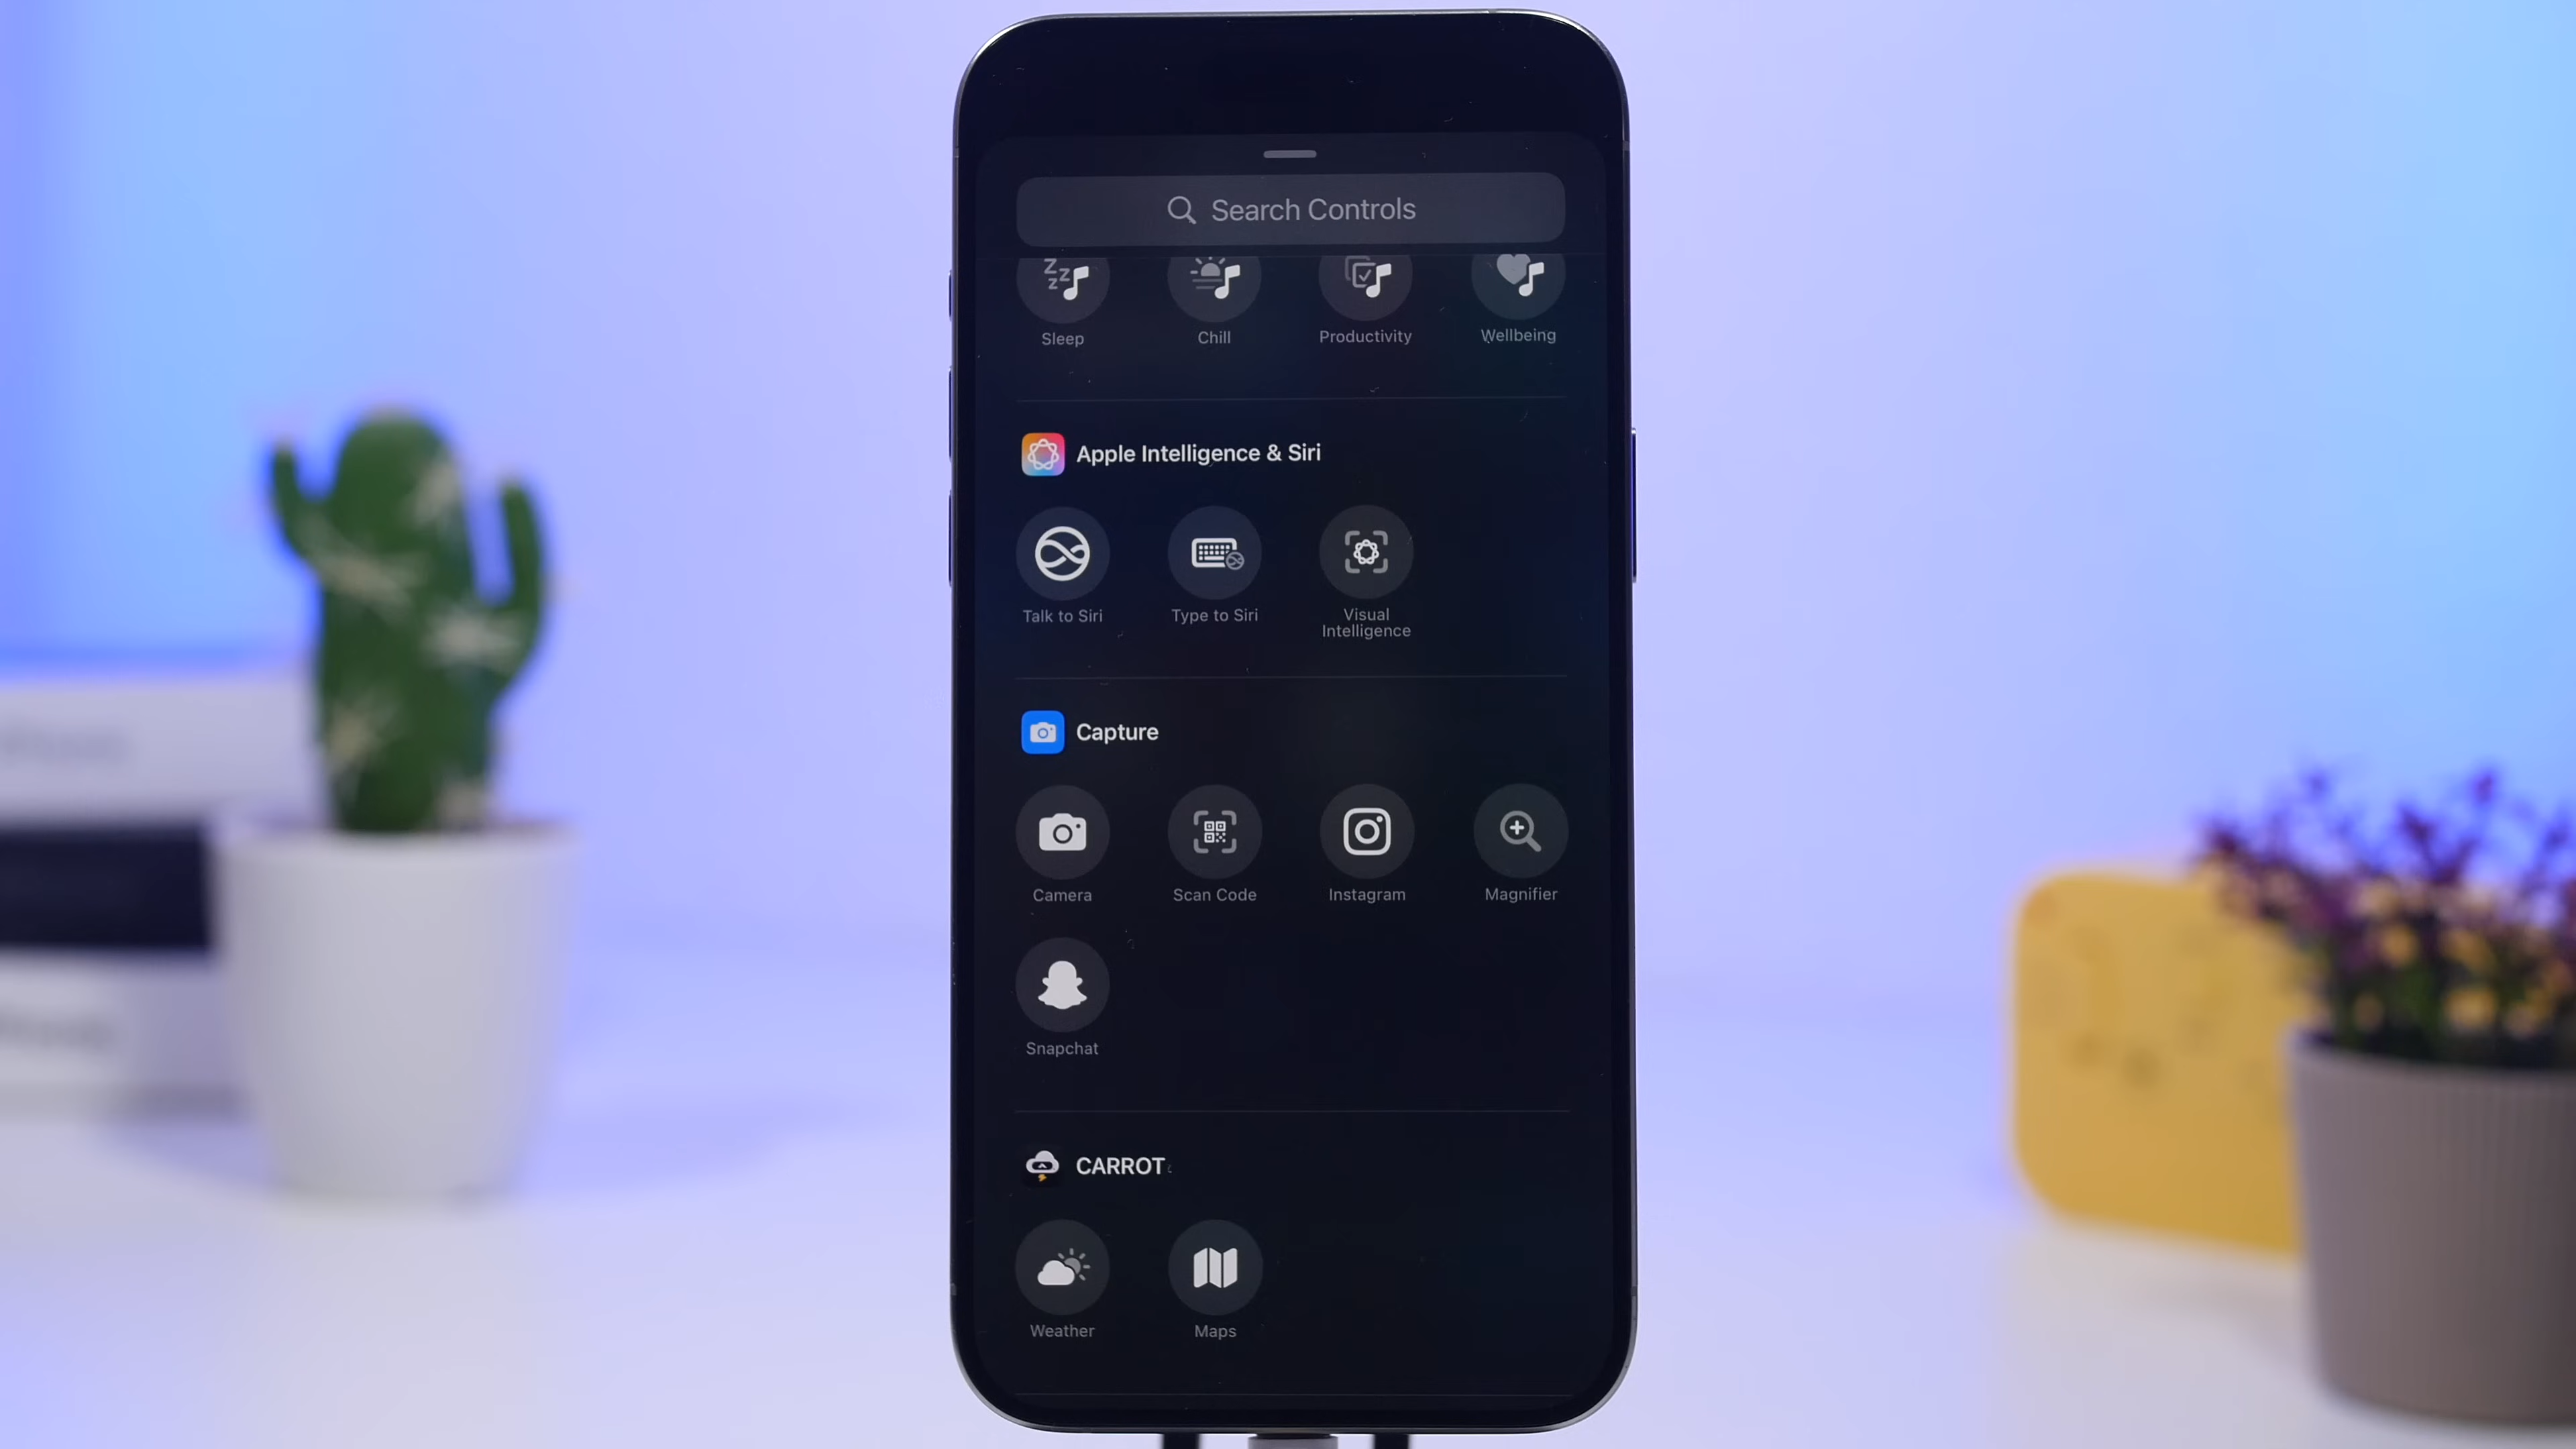 Search Controls
Sleep
Chill
Productivity
Wellbeing
Apple Intelligence & Siri
Talk to Siri
Type to Siri
Visual
Intelligence
Capture
Camera
Scan Code
Instagram
Magnifier
Snapchat
CARROT
Weather
Maps